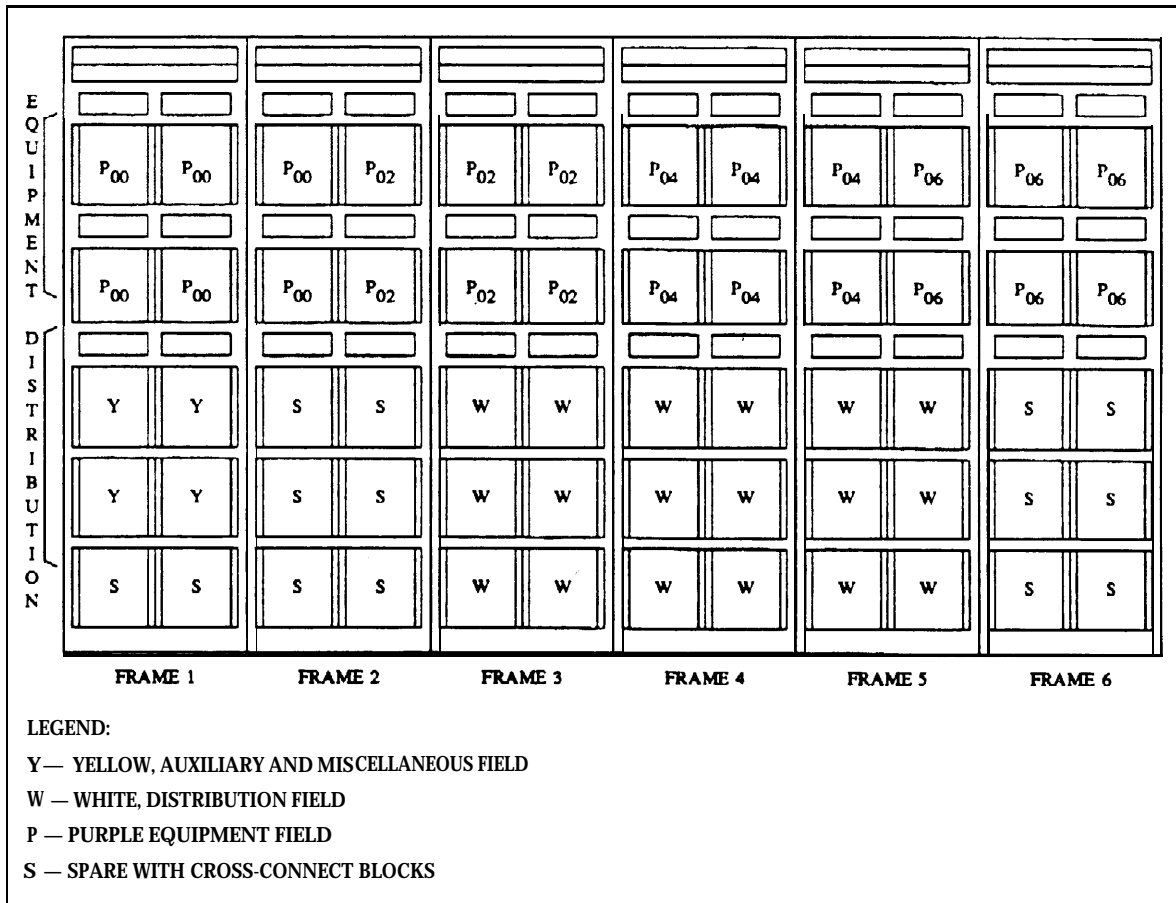 EQUIPMENT
P00 P00 P00 P02 P02 P02 P04 P04 P04 P06 P06 P06
P00 P00 P00 P02 P02 P02 P04 P04 P04 P06 P06 P06
DISTRIBUTION
Y Y S S W W W W W W S S
Y Y S S W W W W W W S S
S S S S W W W W W W S S
FRAME 1 FRAME 2 FRAME 3 FRAME 4 FRAME 5 FRAME 6
LEGEND:
Y — YELLOW, AUXILIARY AND MISCELLANEOUS FIELD
W — WHITE, DISTRIBUTION FIELD
P — PURPLE EQUIPMENT FIELD
S — SPARE WITH CROSS-CONNECT BLOCKS